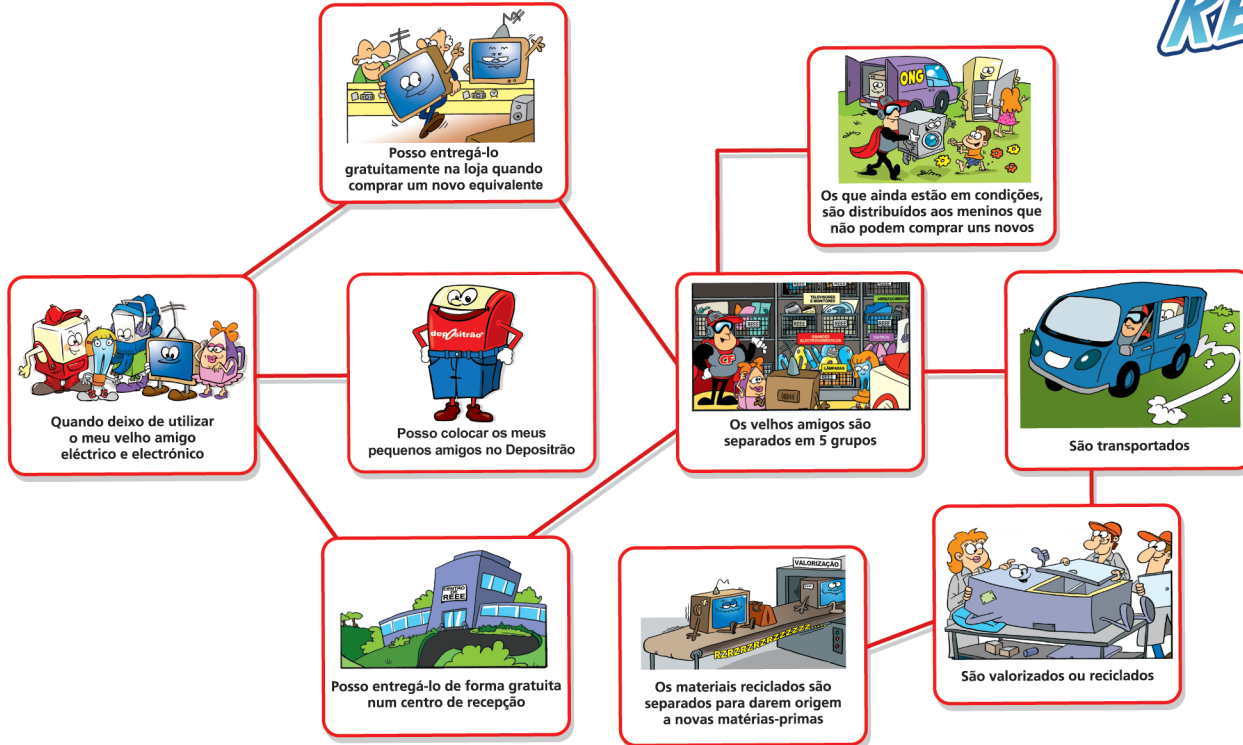 RE
Posso entregá-lo
gratuitamente na loja quando
comprar um novo equivalente
ONG
Os que ainda estão em condições,
são distribuídos aos meninos que
não podem comprar uns novos
Quando deixo de utilizar
o meu velho amigo
eléctrico e electrónico
depositrão
Posso colocar os meus
pequenos amigos no Depositrão
TELEVISORES
E MONITORES
GRANDES
ELECTRODOMÉSTICOS
LÂMPADAS
CF
Os velhos amigos são
separados em 5 grupos
São transportados
CENTRO
DE
REEE
Posso entregá-lo de forma gratuita
num centro de recepção
VALORIZAÇÃO
RZRZRZRZRZZZZZZ...
Os materiais reciclados são
separados para darem origem
a novas matérias-primas
São valorizados ou reciclados